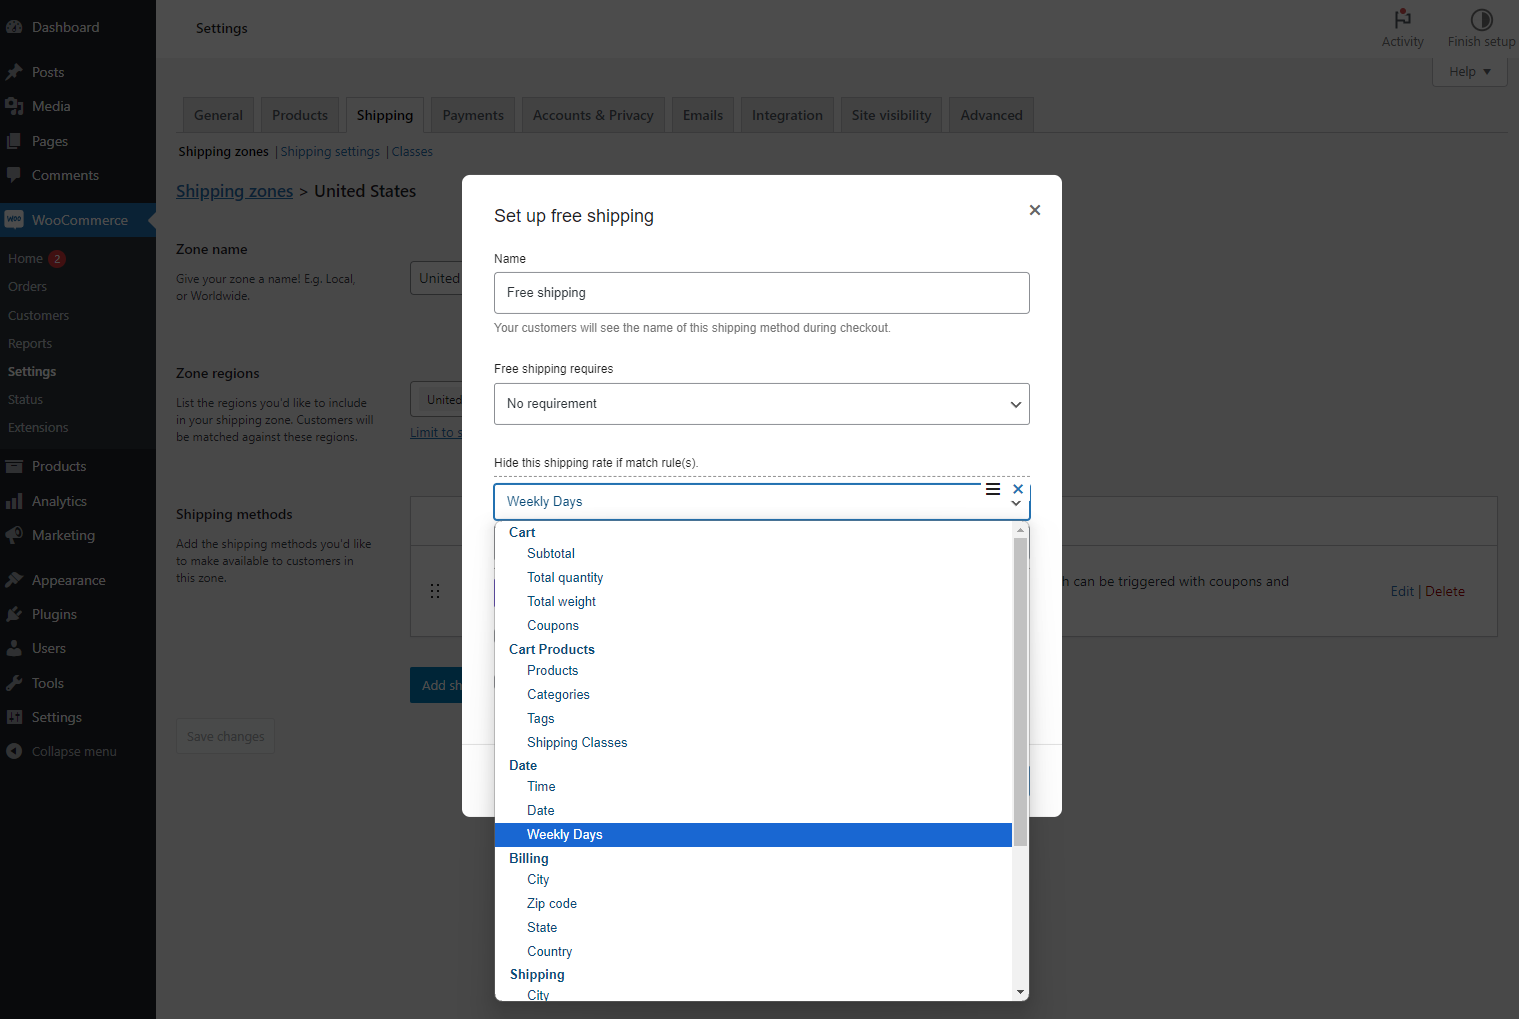 Dashboard
Posts
Media
Pages
Comments
WOO WooCommerce
Home 2
Orders
Customers
Reports
Settings
Status
Extensions
Products
Analytics
Marketing
Appearance
Plugins
Users
Tools
Settings
Collapse menu
Settings
Activity
Finish setup
Help
General
Products
Shipping
Payments
Accounts & Privacy
Emails
Integration
Site visibility
Advanced
Shipping zones | Shipping settings | Classes
Shipping zones > United States
Zone name
Give your zone a name! E.g. Local,
or Worldwide.
United
Zone regions
List the regions you'd like to include
in your shipping zone. Customers will
be matched against these regions.
United
Limit to s
Shipping methods
Add the shipping methods you'd like
to make available to customers in
this zone.
h can be triggered with coupons and
Edit | Delete
Add sh
Save changes
Set up free shipping
Name
Free shipping
Your customers will see the name of this shipping method during checkout.
Free shipping requires
No requirement
Hide this shipping rate if match rule(s).
Weekly Days
Cart
Subtotal
Total quantity
Total weight
Coupons
Cart Products
Products
Categories
Tags
Shipping Classes
Date
Time
Date
Weekly Days
Billing
City
Zip code
State
Country
Shipping
City